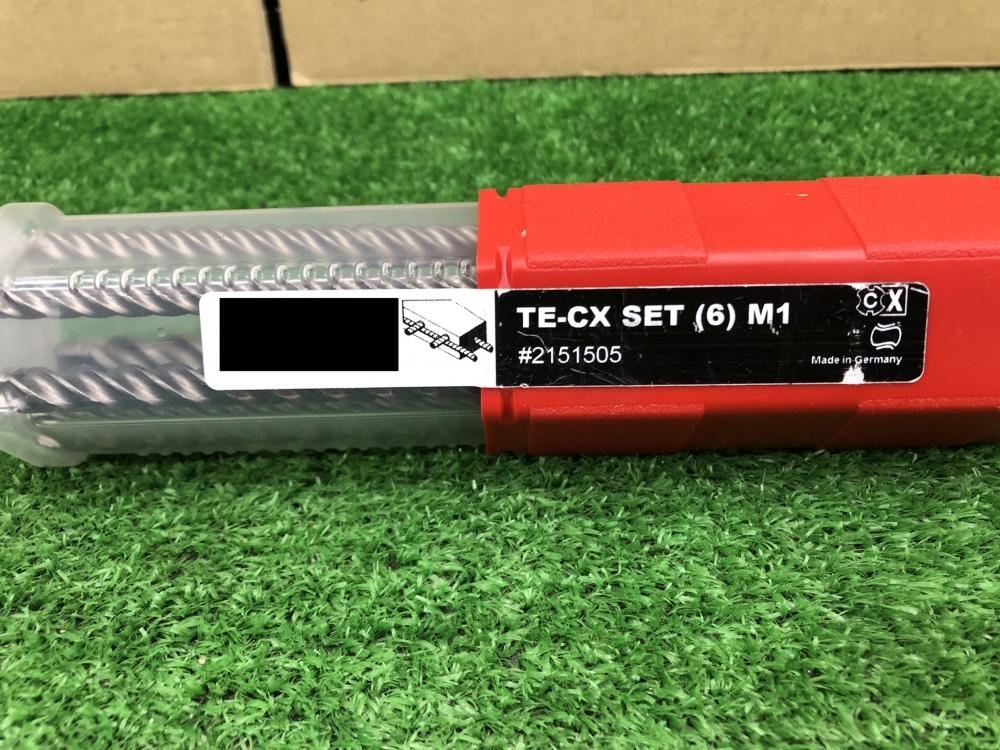 TE-CX SET (6) M1
#2151505
CX
Made in Germany